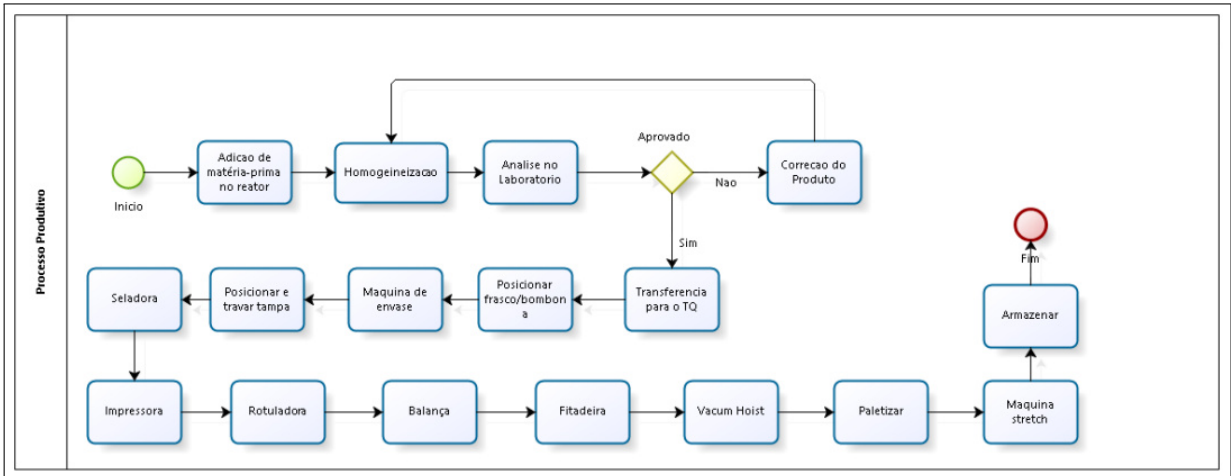 Processo Produtivo
Inicio
Adicao de
matéria-prima
no reator
Homogeineizacao
Analise no
Laboratorio
Aprovado
Nao
Correcao do
Produto
Sim
Fim
Seladora
Posicionar e
travar tampa
Maquina de
envase
Posicionar
frasco/bombon
a
Transferencia
para o TQ
Armazenar
Impressora
Rotuladora
Balança
Fitadeira
Vacum Hoist
Paletizar
Maquina
stretch